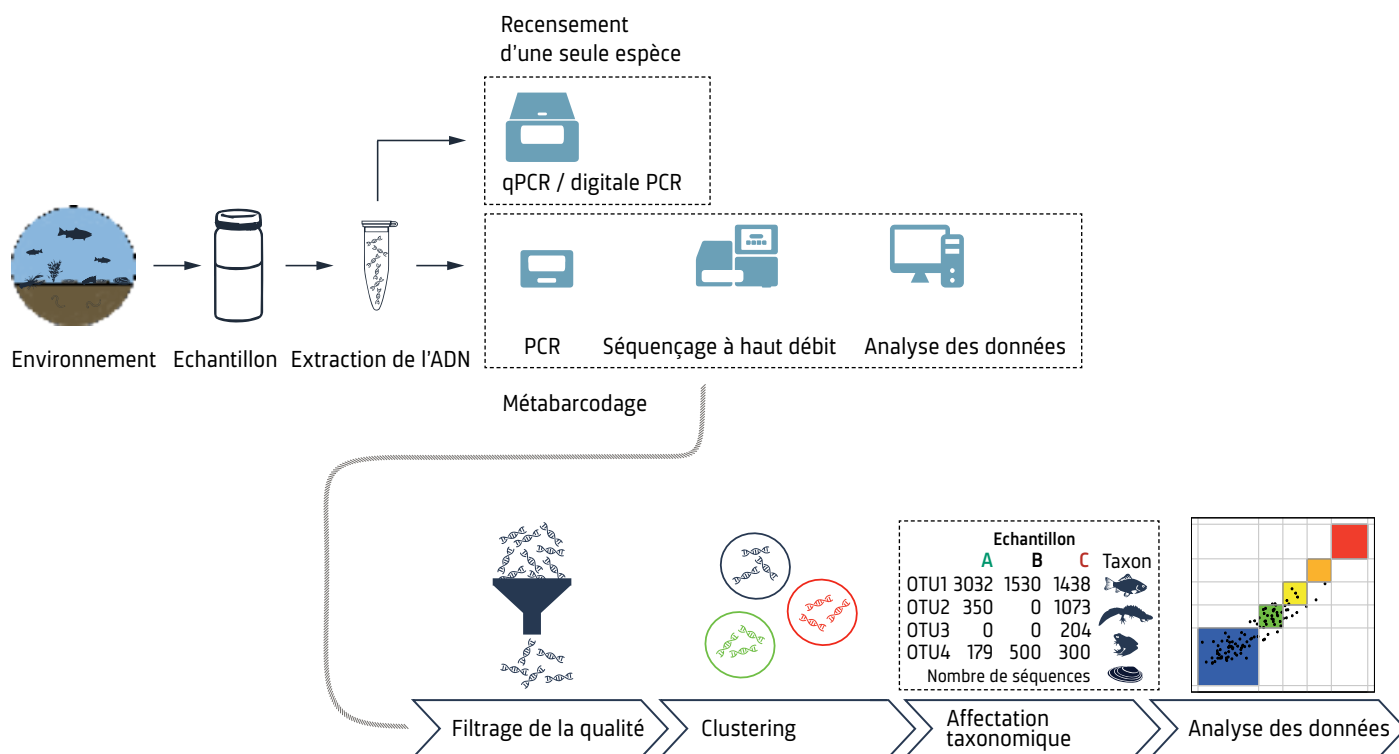 Recensement
d'une seule espèce
qPCR / digitale PCR
Environnement
Echantillon
Extraction de l'ADN
PCR
Séquençage à haut débit
Analyse des données
Métabarcodage
Echantillon
A B C Taxon
OTU1 3032 1530 1438
OTU2 350 0 1073
OTU3 0 0 204
OTU4 179 500 300
Nombre de séquences
Filtrage de la qualité
Clustering
Affectation
taxonomique
Analyse des données